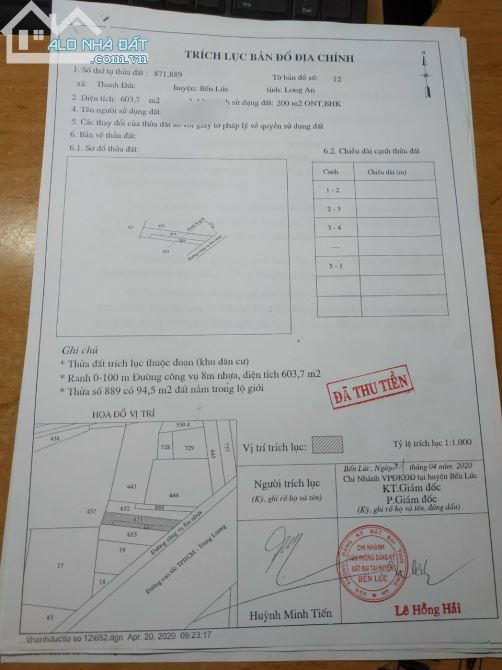 ALO NHÀ ĐẤT
.com.vn
TRÍCH LỤC BẢN ĐỒ ĐỊA CHÍNH
1. Số thứ tự thửa đất : 871,889 Tờ bản đồ số: 12
xã: Thạnh Đức huyện: Bến Lức tỉnh: Long An
2. Diện tích: 603,7 m2 sử dụng đất: 200 m2 ONT,BHK
4. Tên người sử dụng đất
5. Các thay đổi của thửa đất so với giấy tờ pháp lý về quyền sử dụng đất
6. Bản vẽ thửa đất:
6.1. Sơ đồ thửa đất:
6.2. Chiều dài cạnh thửa đất
Cạnh Chiều dài (m)
1 - 2
2 - 3
3 - 4
.....
5 - 1
Ghi chú
* Thửa đất trích lục thuộc đoạn (khu dân cư)
* Ranh 0-100 m Đường công vụ 8m nhựa, diện tích 603,7 m2
* Thửa số 889 có 94,5 m2 đất nằm trong lộ giới
ĐÃ THU TIỀN
HỌA ĐỒ VỊ TRÍ
438
728
729
445
737
443
444
652
889
437
871
653
17
19
13
18
83
Đường công vụ 8m nhựa
Đường cao tốc TPHCM - Trung Lương
Vị trí trích lục:
Tỷ lệ trích lục 1:1.000
Người trích lục
(Ký, ghi rõ họ và tên)
Huỳnh Minh Tiến
Bến Lức, Ngày tháng 04 năm 2020
Chi Nhánh VPĐKĐĐ tại huyện Bến Lức
KT.Giám đốc
P.Giám đốc
(Ký, ghi rõ họ và tên, đóng dấu)
CHI NHÁNH
VĂN PHÒNG ĐĂNG KÝ
ĐẤT ĐAI TẠI HUYỆN
BẾN LỨC
Lê Hồng Hải
...\thanhduc\to so 12\652.dgn Apr. 20, 2020 09:23:17